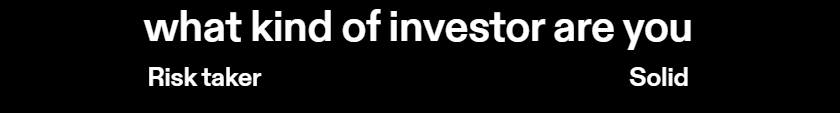 what kind of investor are you
Risk taker Solid